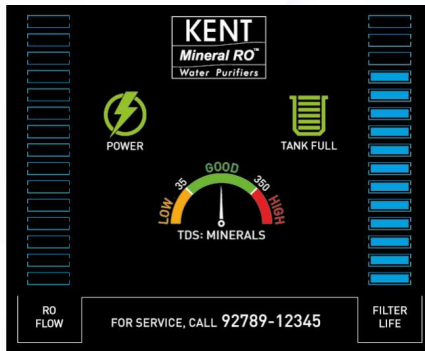 KENT
Mineral RO™
Water Purifiers
POWER
TANK FULL
LOW 35 GOOD 350 HIGH
TDS: MINERALS
RO
FLOW
FOR SERVICE, CALL 92789-12345
FILTER
LIFE